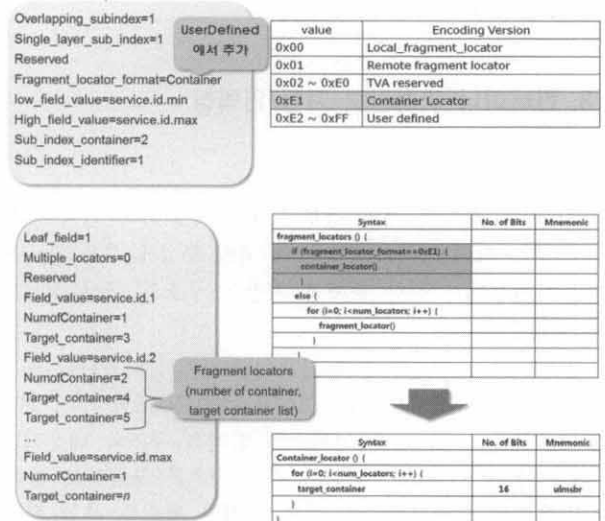 Overlapping_subindex=1
Single_layer_sub_index=1
Reserved
Fragment_locator_format=Container
low_field_value=service.id.min
High_field_value=service.id.max
Sub_index_container=2
Sub_index_identifier=1
UserDefined
에서 추가
value Encoding Version
0x00 Local_fragment_locator
0x01 Remote fragment locator
0x02 ~ 0xE0 TVA reserved
0xE1 Container Locator
0xE2 ~ 0xFF User defined
Leaf_field=1
Multiple_locators=0
Reserved
Field_value=service.id.1
NumofContainer=1
Target_container=3
Field_value=service.id.2
NumofContainer=2
Target_container=4
Target_container=5
...
Field_value=service.id.max
NumofContainer=1
Target_container=n
Fragment locators
(number of container,
target container list)
Syntax No. of Bits Mnemonic
fragment_locators () {
if (fragment_locator_format==0xE1) {
container_locator()
}
else {
for (i=0; i<num_locators; i++) {
fragment_locator()
}
}
Syntax No. of Bits Mnemonic
Container_locator () {
for (i=0; i<num_locators; i++) {
target_container 16 uimsbr
}
}